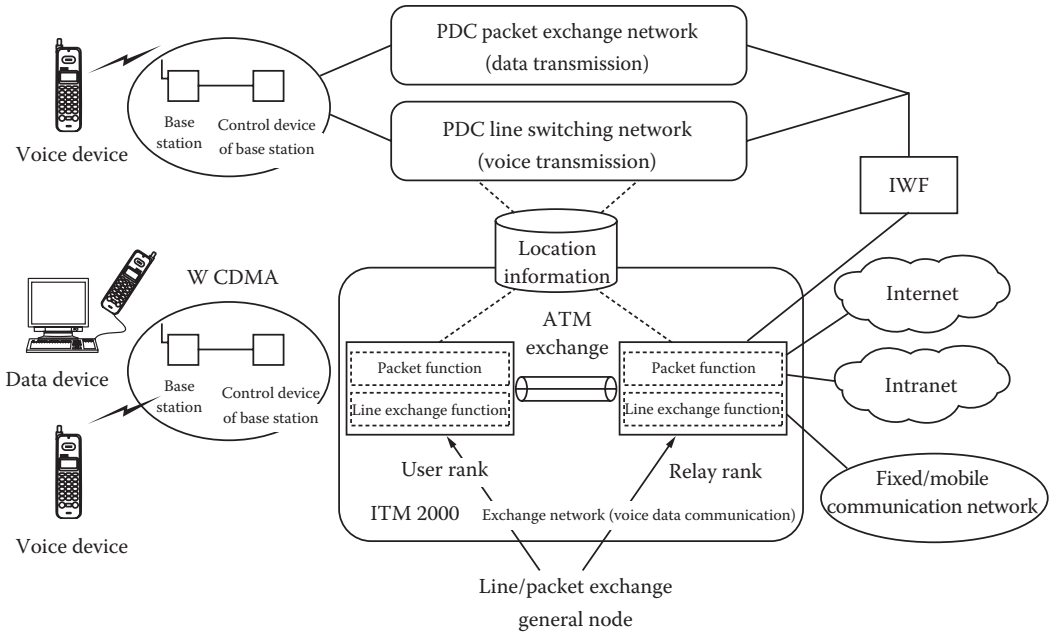 PDC packet exchange network
(data transmission)
Voice device
Base
station
Control device
of base station
PDC line switching network
(voice transmission)
IWF
Location
information
W CDMA
Data device
Base
station
Control device
of base station
Voice device
ATM
exchange
Packet function
Line exchange function
Packet function
Line exchange function
User rank
Relay rank
ITM 2000
Exchange network (voice data communication)
Internet
Intranet
Fixed/mobile
communication network
Line/packet exchange
general node